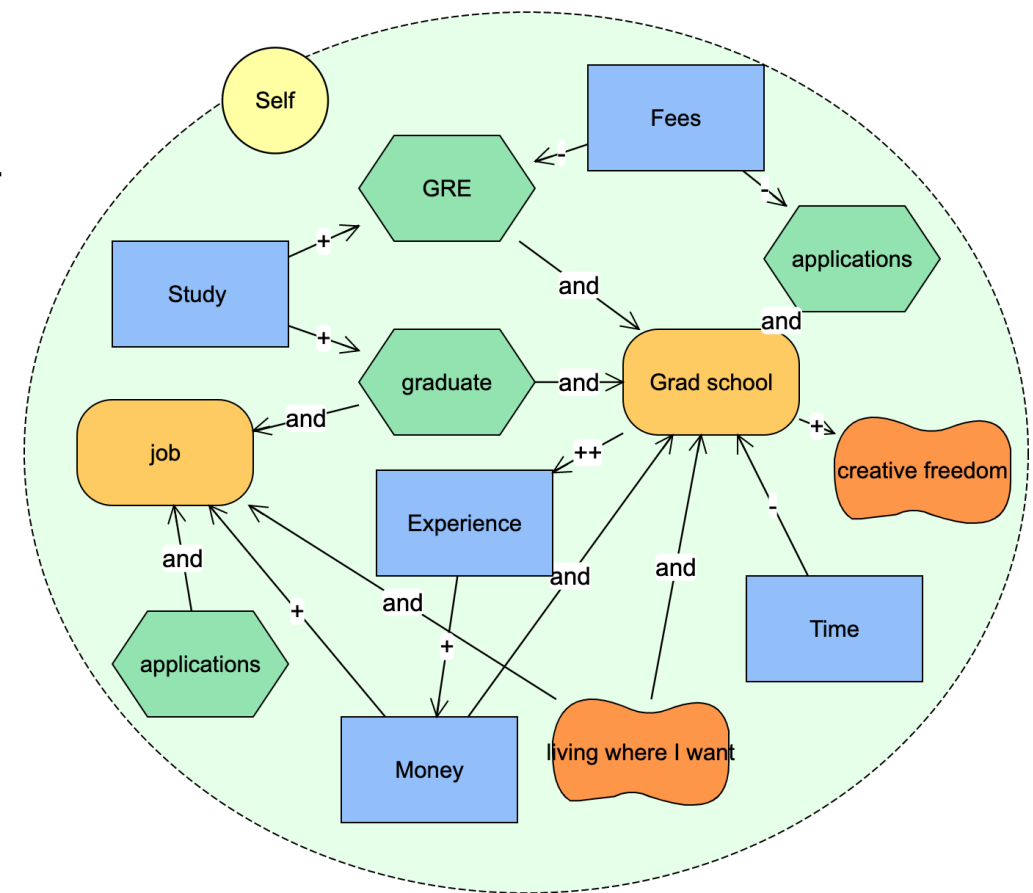 Self
Fees
GRE
-
-
applications
+
Study
and
and
+
graduate
and
Grad school
and
+
job
++
creative freedom
Experience
-
and
and
and
and
+
Time
+
applications
living where I want
Money